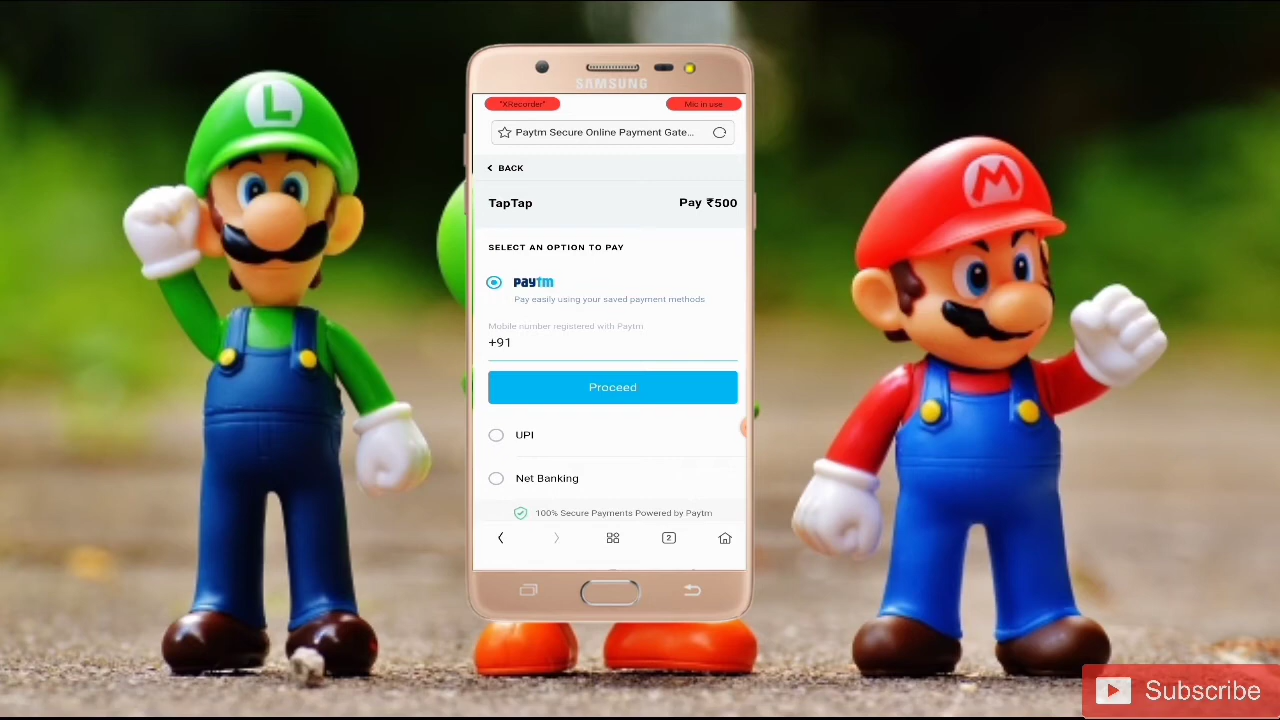 L
SAMSUNG
"XRecorder"
Mic in use
Paytm Secure Online Payment Gate...
BACK
TapTap
Pay ₹500
SELECT AN OPTION TO PAY
paytm
Pay easily using your saved payment methods
Mobile number registered with Paytm
+91
Proceed
UPI
Net Banking
100% Secure Payments Powered by Paytm
2
M
Subscribe